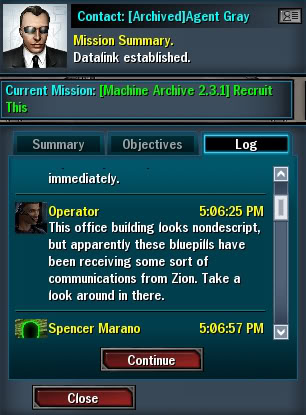 Contact: [Archived]Agent Gray
Mission Summary.
Datalink established.
Current Mission: [Machine Archive 2.3.1] Recruit
This
Summary
Objectives
Log
immediately.
Operator 5:06:25 PM
This office building looks nondescript,
but apparently these bluepills have
been receiving some sort of
communications from Zion. Take a
look around in there.
Spencer Marano 5:06:57 PM
Continue
Close